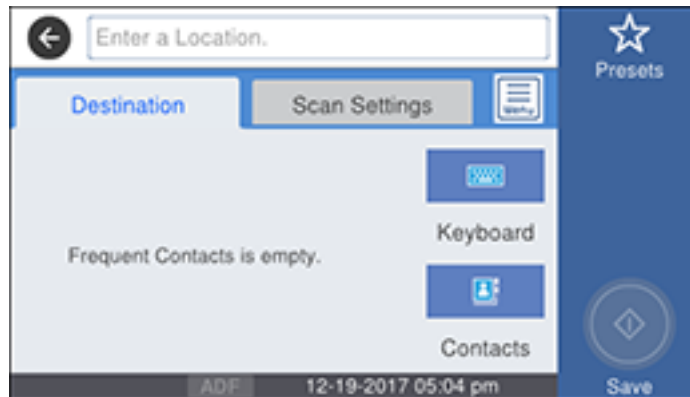 Enter a Location.
Presets
Destination
Scan Settings
Menu
Keyboard
Frequent Contacts is empty.
Contacts
ADF
12-19-2017 05:04 pm
Save